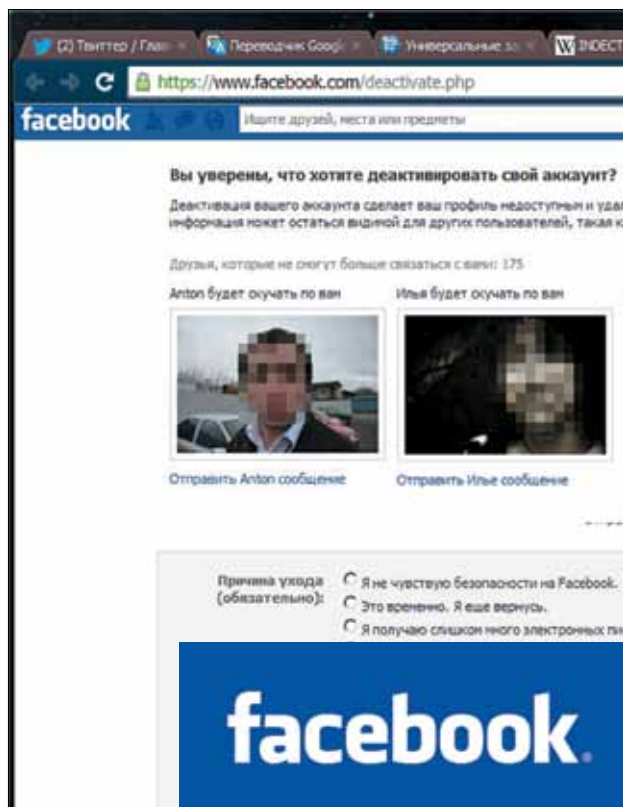 (2) Твиттер / Глав
Переводчик Googl
Универсальные за
W INDECT
https://www.facebook.com/deactivate.php
facebook
Ищите друзей, места или предметы
Вы уверены, что хотите деактивировать свой аккаунт?
Деактивация вашего аккаунта сделает ваш профиль недоступным и удал
информация может остаться видимой для других пользователей, такая к
Друзья, которые не смогут больше связаться с вами: 175
Anton будет скучать по вам
Илья будет скучать по вам
Отправить Anton сообщение
Отправить Илье сообщение
Причина ухода
(обязательно):
Я не чувствую безопасности на Facebook.
Это временно. Я еще вернусь.
Я получаю слишком много электронных пи
facebook.